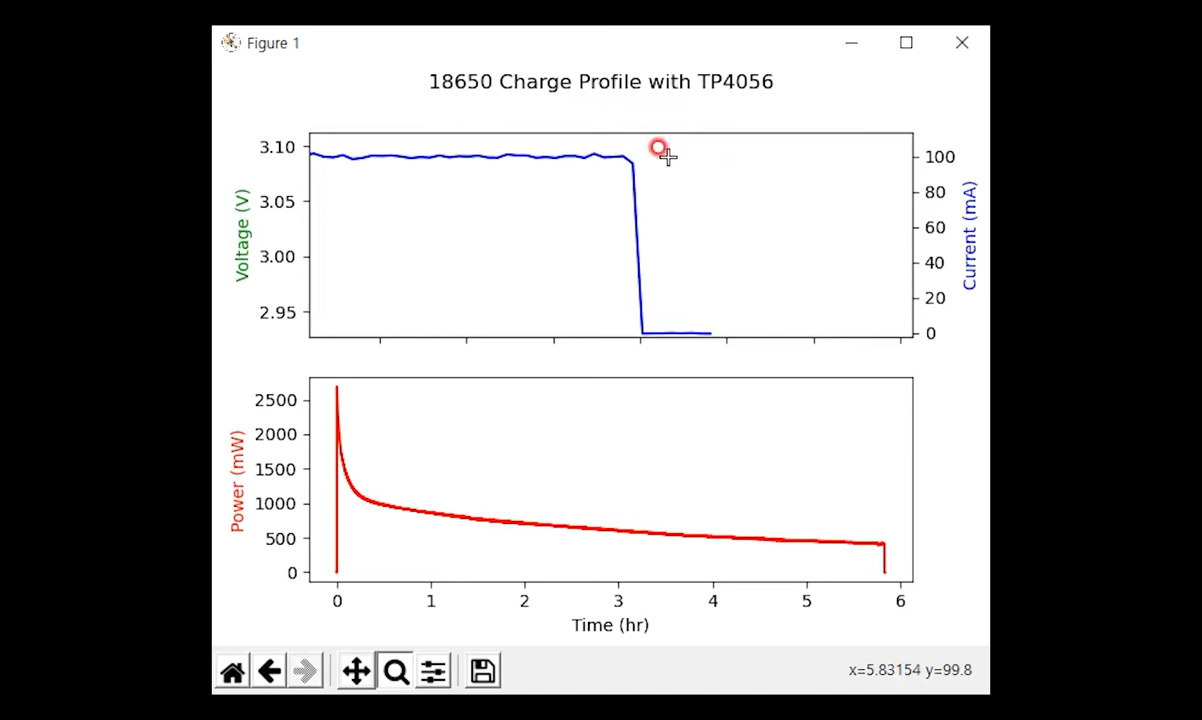 Figure 1
18650 Charge Profile with TP4056
3.10
3.05
3.00
2.95
Voltage (V)
100
80
60
40
20
0
Current (mA)
2500
2000
1500
1000
500
0
Power (mW)
0 1 2 3 4 5 6
Time (hr)
x=5.83154 y=99.8